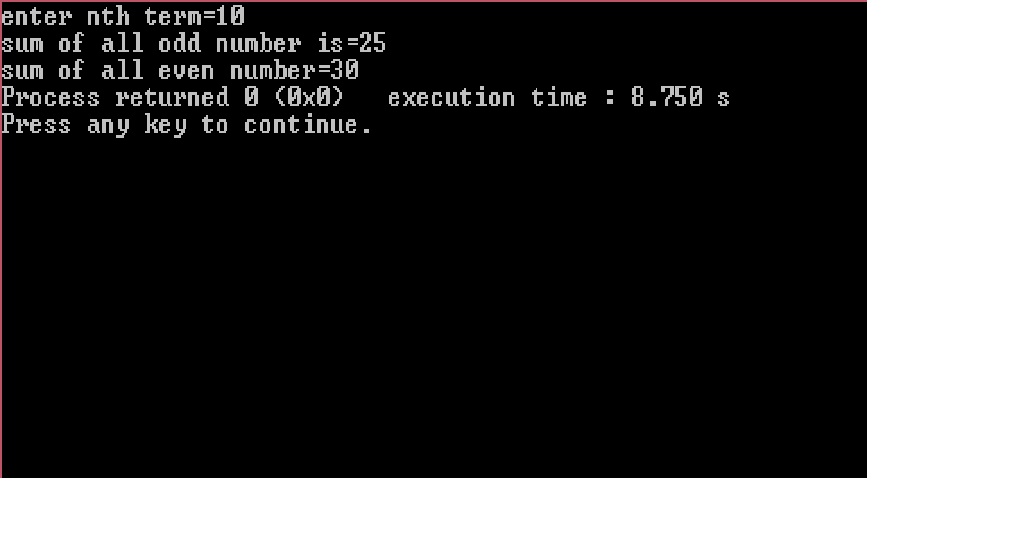 enter nth term=10
sum of all odd number is=25
sum of all even number=30
Process returned 0 (0x0)   execution time : 8.750 s
Press any key to continue.